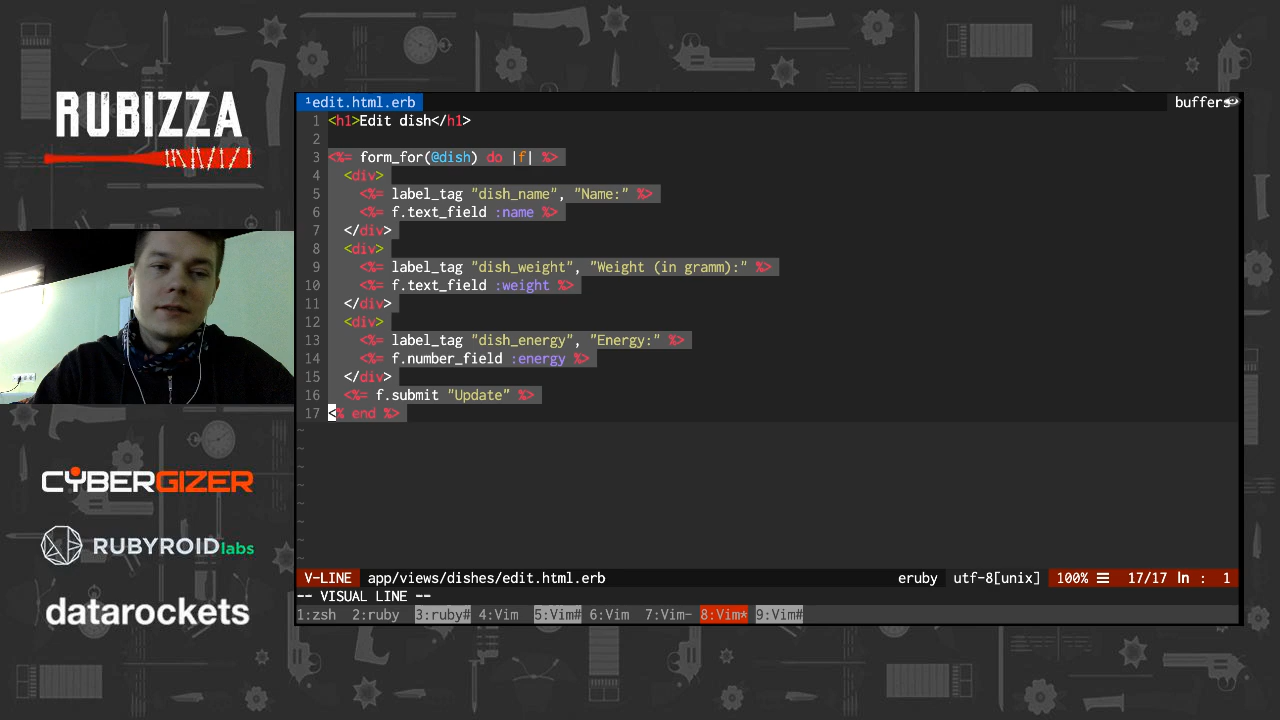 RUBIZZA
CYBERGIZER
RUBYROIDlabs
datarockets
¹edit.html.erb
buffers
1 <h1>Edit dish</h1>
2
3 <%= form_for(@dish) do |f| %>
4 <div>
5 <%= label_tag "dish_name", "Name:" %>
6 <%= f.text_field :name %>
7 </div>
8 <div>
9 <%= label_tag "dish_weight", "Weight (in gramm):" %>
10 <%= f.text_field :weight %>
11 </div>
12 <div>
13 <%= label_tag "dish_energy", "Energy:" %>
14 <%= f.number_field :energy %>
15 </div>
16 <%= f.submit "Update" %>
17 <% end %>
V-LINE app/views/dishes/edit.html.erb eruby utf-8[unix] 100% ☰ 17/17 ln : 1
-- VISUAL LINE --
1:zsh 2:ruby 3:ruby# 4:Vim 5:Vim# 6:Vim 7:Vim- 8:Vim* 9:Vim#